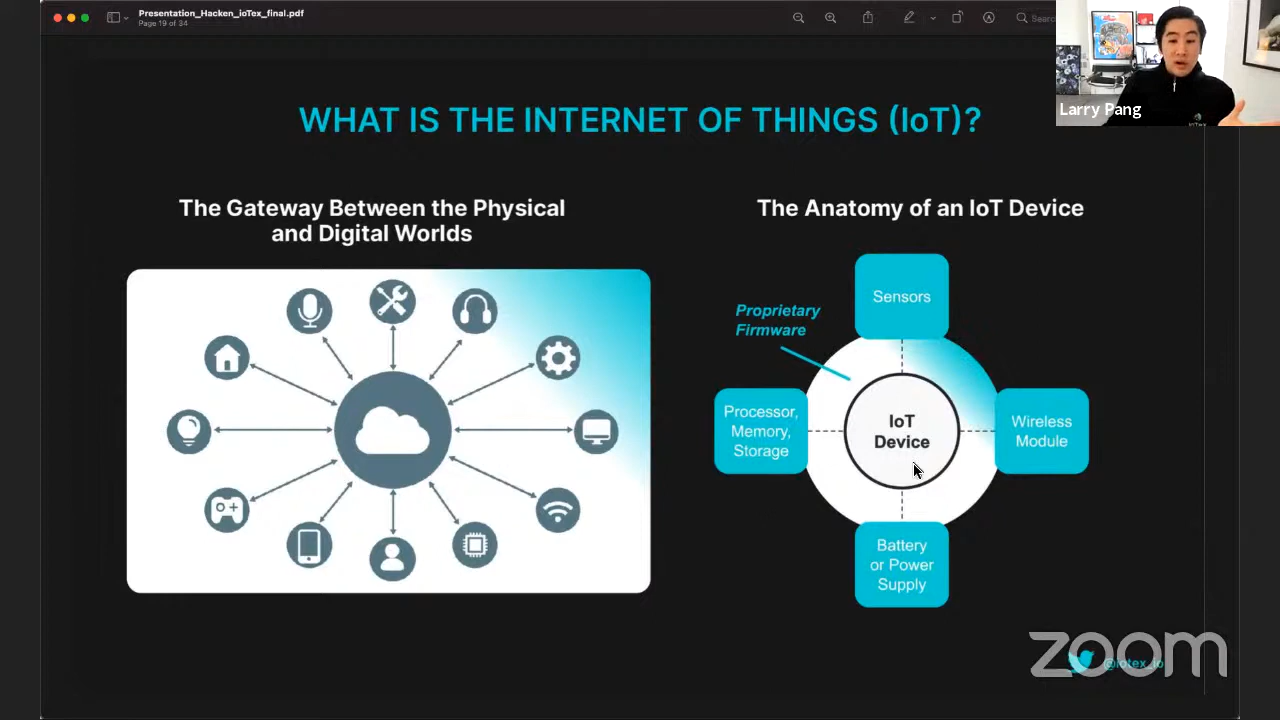 Presentation_Hacken_ioTex_final.pdf
Page 19 of 34
Larry Pang
WHAT IS THE INTERNET OF THINGS (IoT)?
The Gateway Between the Physical
and Digital Worlds
The Anatomy of an IoT Device
Sensors
Proprietary
Firmware
Processor,
Memory,
Storage
IoT
Device
Wireless
Module
Battery
or Power
Supply
zoom
@iotex_io